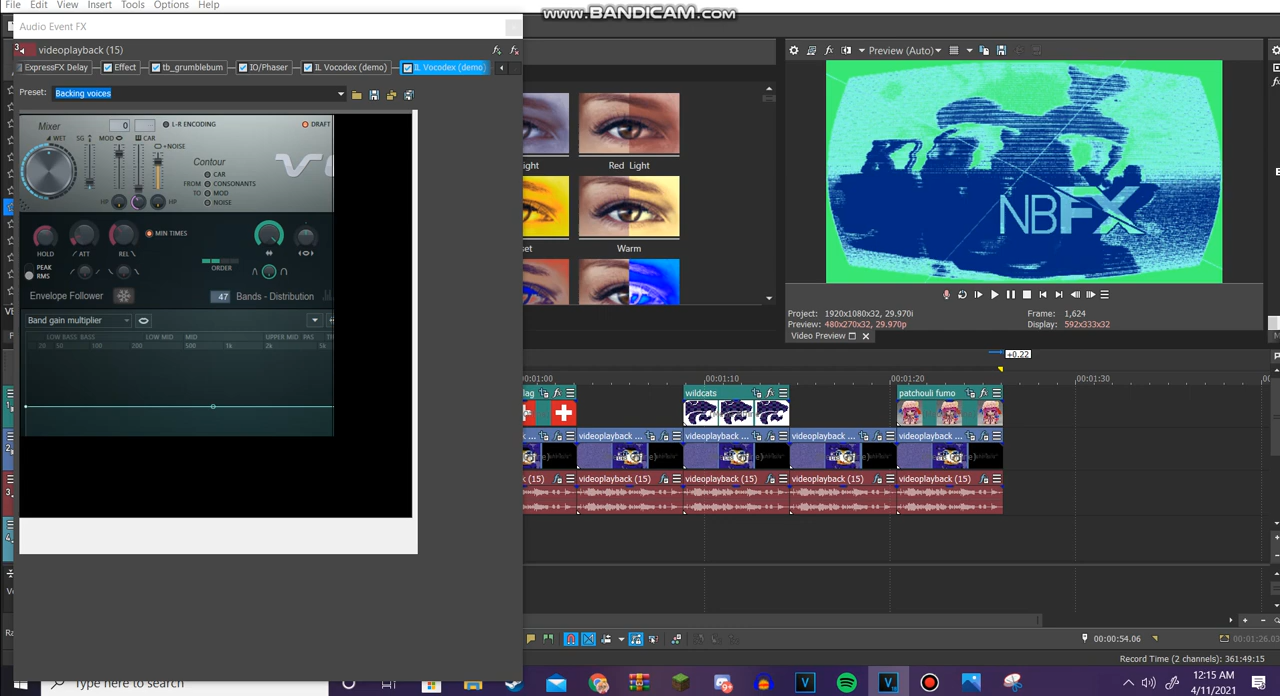 File Edit View Insert Tools Options Help
www.BANDICAM.com
Audio Event FX
videoplayback (15)
ExpressFX Delay Effect tb_grumblebum IO/Phaser IL Vocodex (demo) IL Vocodex (demo)
Preset: Backing voices
Mixer 0 L-R ENCODING DRAFT
WET SG MOD CAR +NOISE
Contour
CAR
FROM CONSONANTS
TO MOD
NOISE
HP HP
MIN TIMES
HOLD ATT REL
PEAK
RMS
ORDER
Envelope Follower 47 Bands - Distribution
Band gain multiplier
LOW BASS BASS LOW MID MID UPPER MID PAS
20 50 100 200 500 1k 2k 5k
ight Red Light
set Warm
Preview (Auto)
NBFX
Project: 1920x1080x32, 29.970i Frame: 1,624
Preview: 480x270x32, 29.970p Display: 592x333x32
Video Preview
+0.22
00:01:00 00:01:10 00:01:20 00:01:30
lag wildcats patchouli fumo
videoplayback ... videoplayback ... videoplayback ... videoplayback ...
(15) videoplayback (15) videoplayback (15) videoplayback (15) videoplayback (15)
00:00:54.06 00:01:26.03
Record Time (2 channels): 361:49:15
Type here to search
12:15 AM
4/11/2021